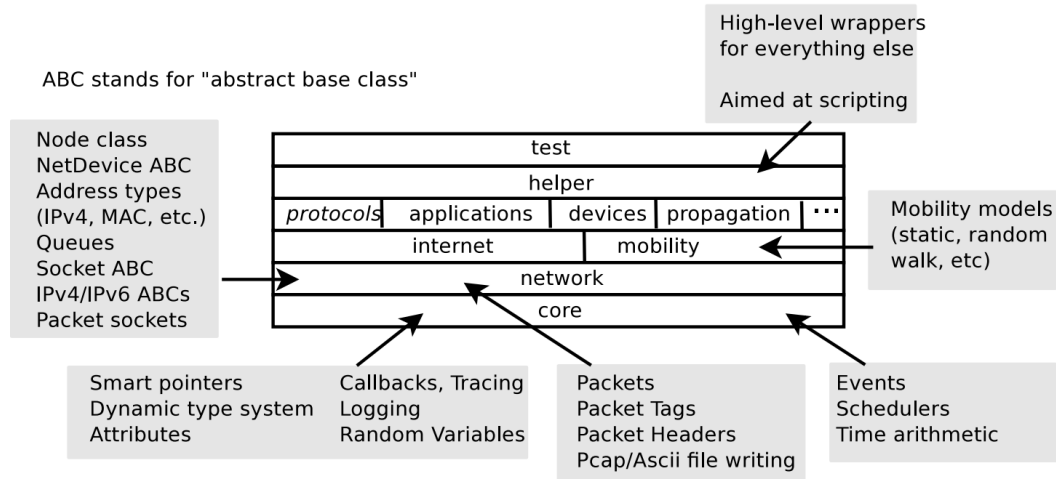 High-level wrappers
for everything else
Aimed at scripting
ABC stands for "abstract base class"
Node class
NetDevice ABC
Address types
(IPv4, MAC, etc.)
Queues
Socket ABC
IPv4/IPv6 ABCs
Packet sockets
test
helper
protocols applications devices propagation ...
internet mobility
network
core
Mobility models
(static, random
walk, etc)
Smart pointers
Dynamic type system
Attributes
Callbacks, Tracing
Logging
Random Variables
Packets
Packet Tags
Packet Headers
Pcap/Ascii file writing
Events
Schedulers
Time arithmetic